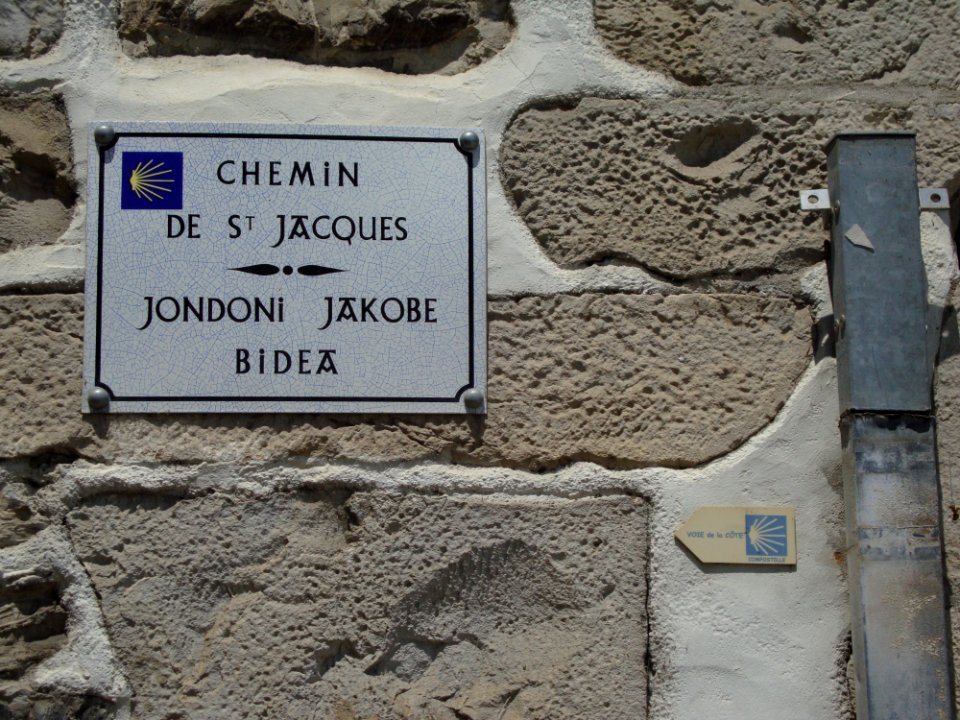 CHEMIN
DE ST JACQUES
JONDONI JAKOBE
BIDEA
VOIE de la CÔTE
COMPOSTELLE